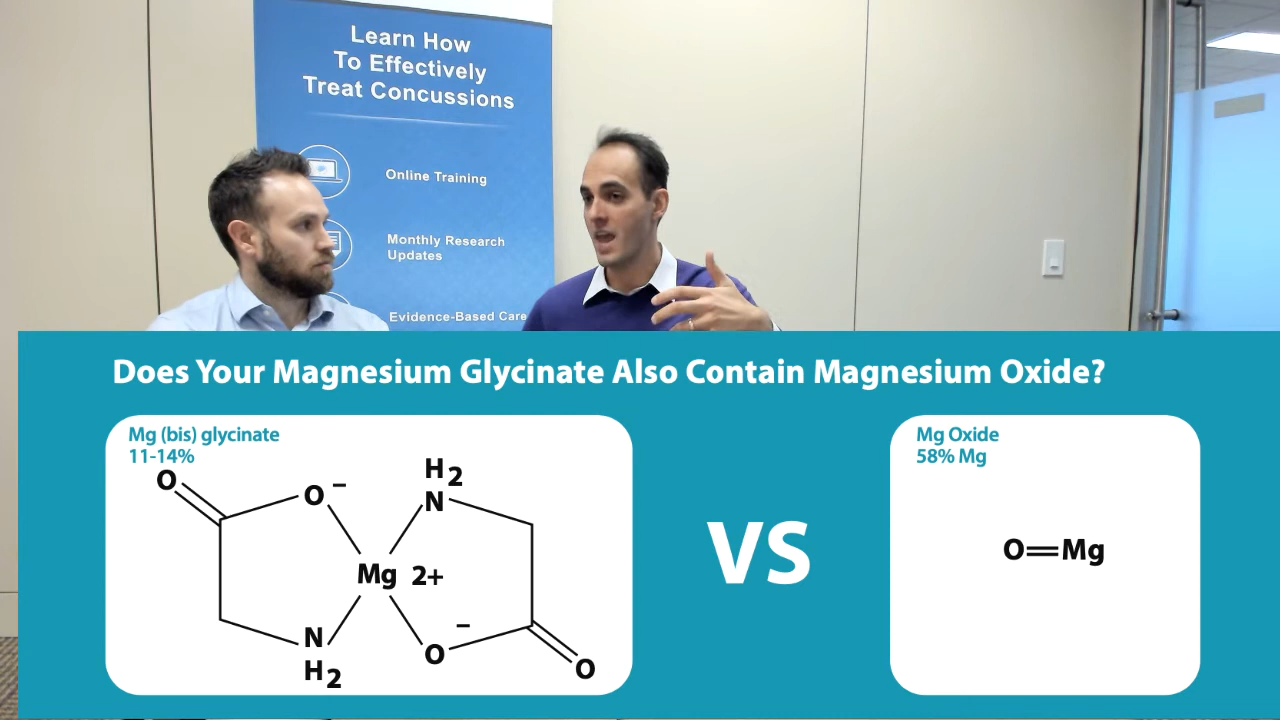 Learn How
To Effectively
Treat Concussions
Online Training
Monthly Research
Updates
Evidence-Based Care
Does Your Magnesium Glycinate Also Contain Magnesium Oxide?
Mg (bis) glycinate
11-14%
O
O −
H2
N
Mg 2+
N
H2
O −
O
VS
Mg Oxide
58% Mg
O=Mg